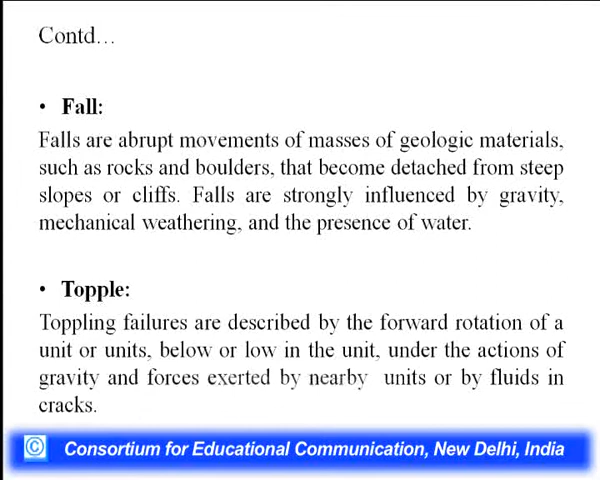 Contd…
• Fall:
Falls are abrupt movements of masses of geologic materials,
such as rocks and boulders, that become detached from steep
slopes or cliffs. Falls are strongly influenced by gravity,
mechanical weathering, and the presence of water.
• Topple:
Toppling failures are described by the forward rotation of a
unit or units, below or low in the unit, under the actions of
gravity and forces exerted by nearby units or by fluids in
cracks.
© Consortium for Educational Communication, New Delhi, India